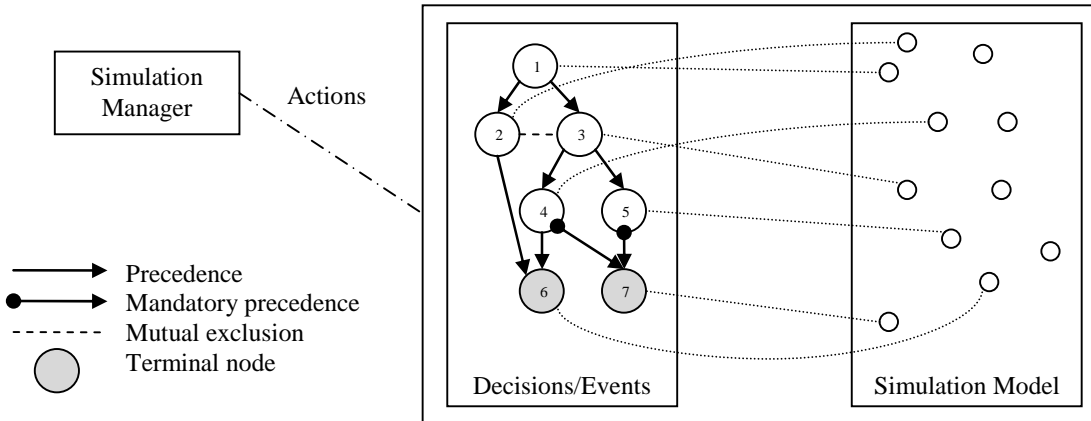 Simulation
Manager
Actions
1
2
3
4
5
6
7
Precedence
Mandatory precedence
Mutual exclusion
Terminal node
Decisions/Events
Simulation Model